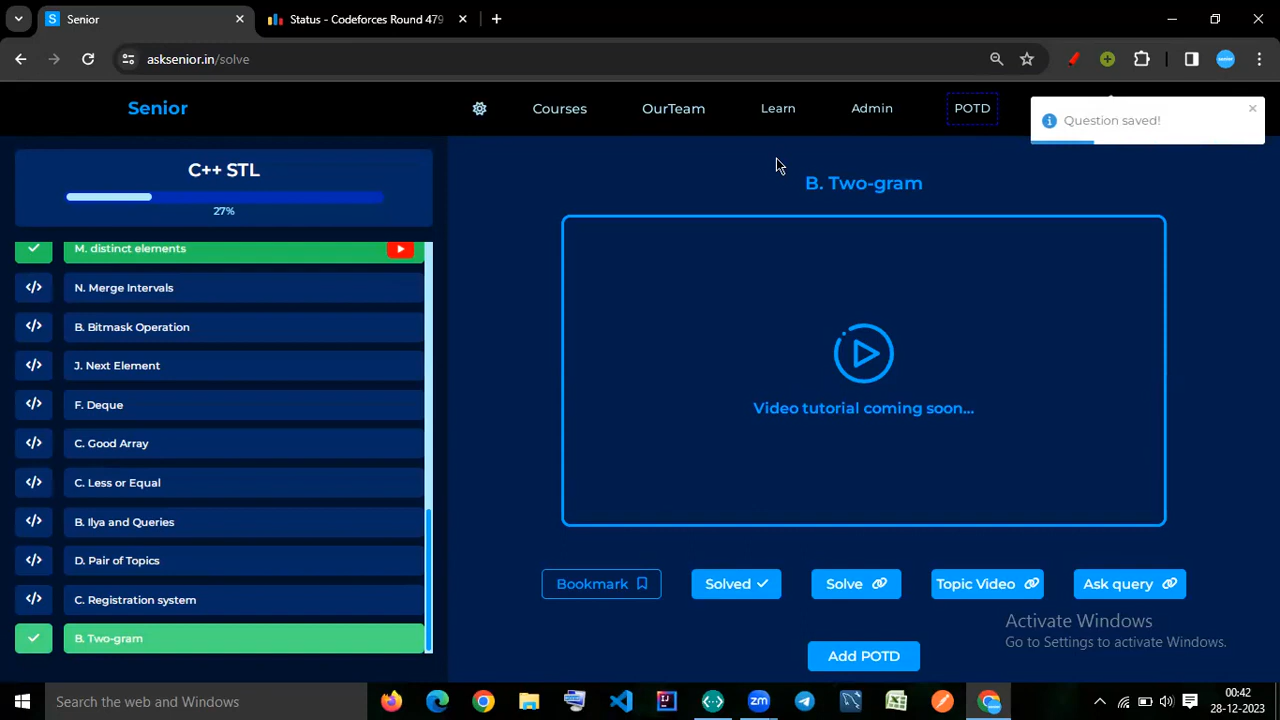 Senior
Status - Codeforces Round 479
asksenior.in/solve
Senior
Courses
OurTeam
Learn
Admin
POTD
Question saved!
C++ STL
27%
M. distinct elements
N. Merge Intervals
B. Bitmask Operation
J. Next Element
F. Deque
C. Good Array
C. Less or Equal
B. Ilya and Queries
D. Pair of Topics
C. Registration system
B. Two-gram
B. Two-gram
Video tutorial coming soon...
Bookmark
Solved
Solve
Topic Video
Ask query
Add POTD
Activate Windows
Go to Settings to activate Windows.
Search the web and Windows
00:42
28-12-2023